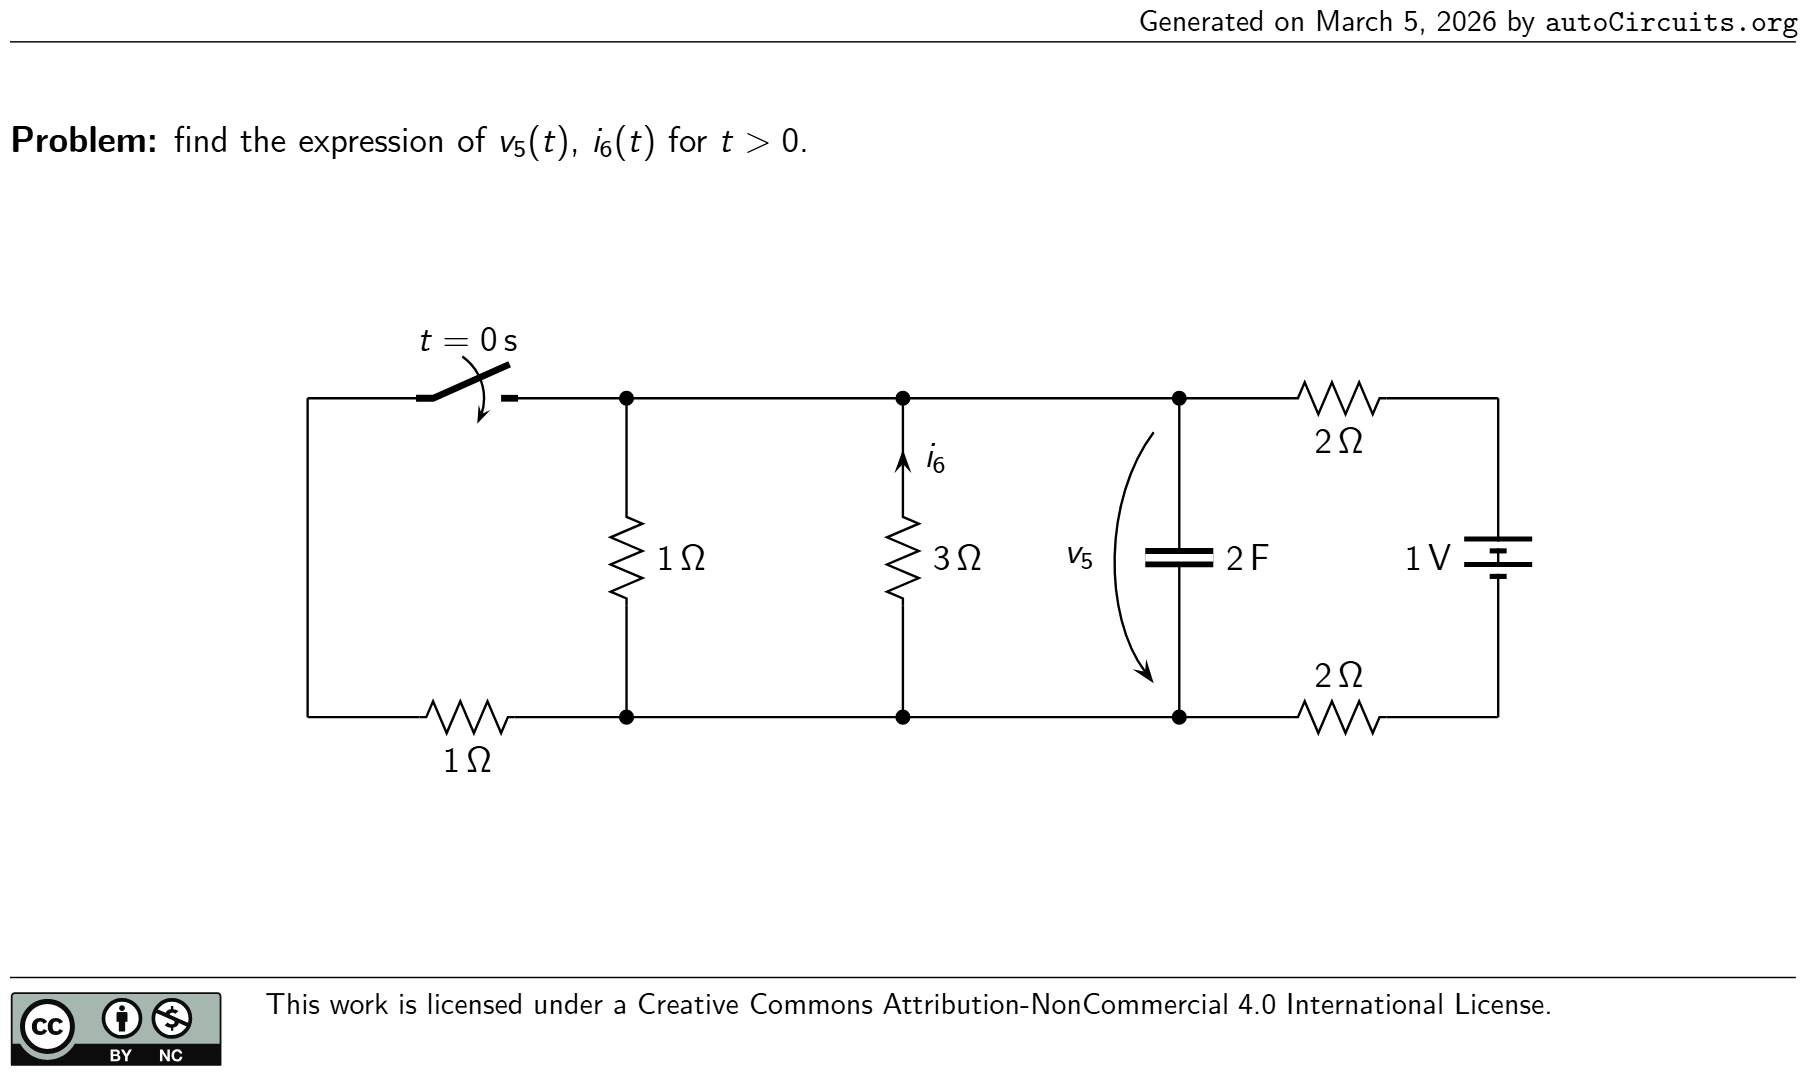 Generated on March 5, 2026 by autoCircuits.org
Problem: find the expression of v₅(t), i₆(t) for t > 0.
t = 0 s
2 Ω
i₆
1 Ω
3 Ω
v₅
2 F
1 V
2 Ω
1 Ω
This work is licensed under a Creative Commons Attribution-NonCommercial 4.0 International License.
cc
BY NC